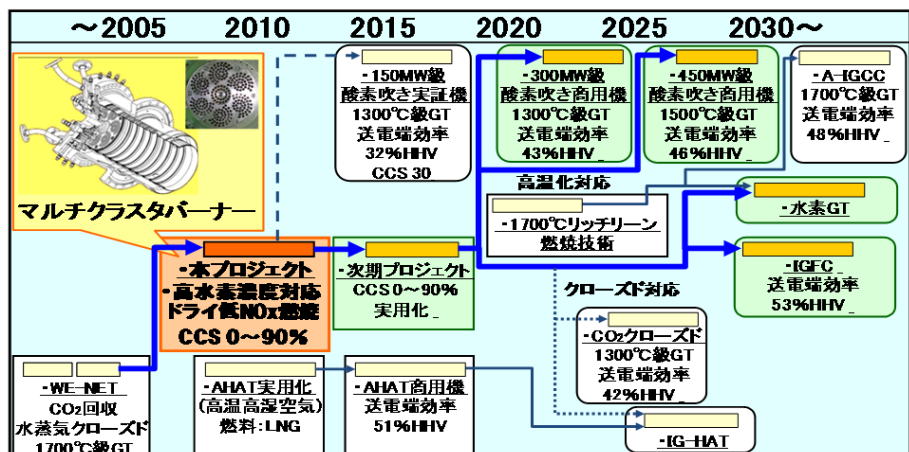 ～2005 2010 2015 2020 2025 2030～
マルチクラスタバーナー
-150MW級
酸素吹き実証機
1300℃級GT
送電端効率
32%HHV
CCS 30
-300MW級
酸素吹き商用機
1300℃級GT
送電端効率
43%HHV
-450MW級
酸素吹き商用機
1500℃級GT
送電端効率
46%HHV
-A-IGCC
1700℃級GT
送電端効率
48%HHV
高温化対応
-1700℃リッチリーン
燃焼技術
-水素GT
-本プロジェクト
-高水素濃度対応
ドライ低NOx燃焼
CCS 0～90%
-次期プロジェクト
CCS 0～90%
実用化
-IGFC
送電端効率
53%HHV
クローズド対応
-CO₂クローズド
1300℃級GT
送電端効率
42%HHV
-WE-NET
CO₂回収
水蒸気クローズド
1700℃級GT
-AHAT実用化
(高温高湿空気)
燃料：LNG
-AHAT商用機
送電端効率
51%HHV
-IG-HAT